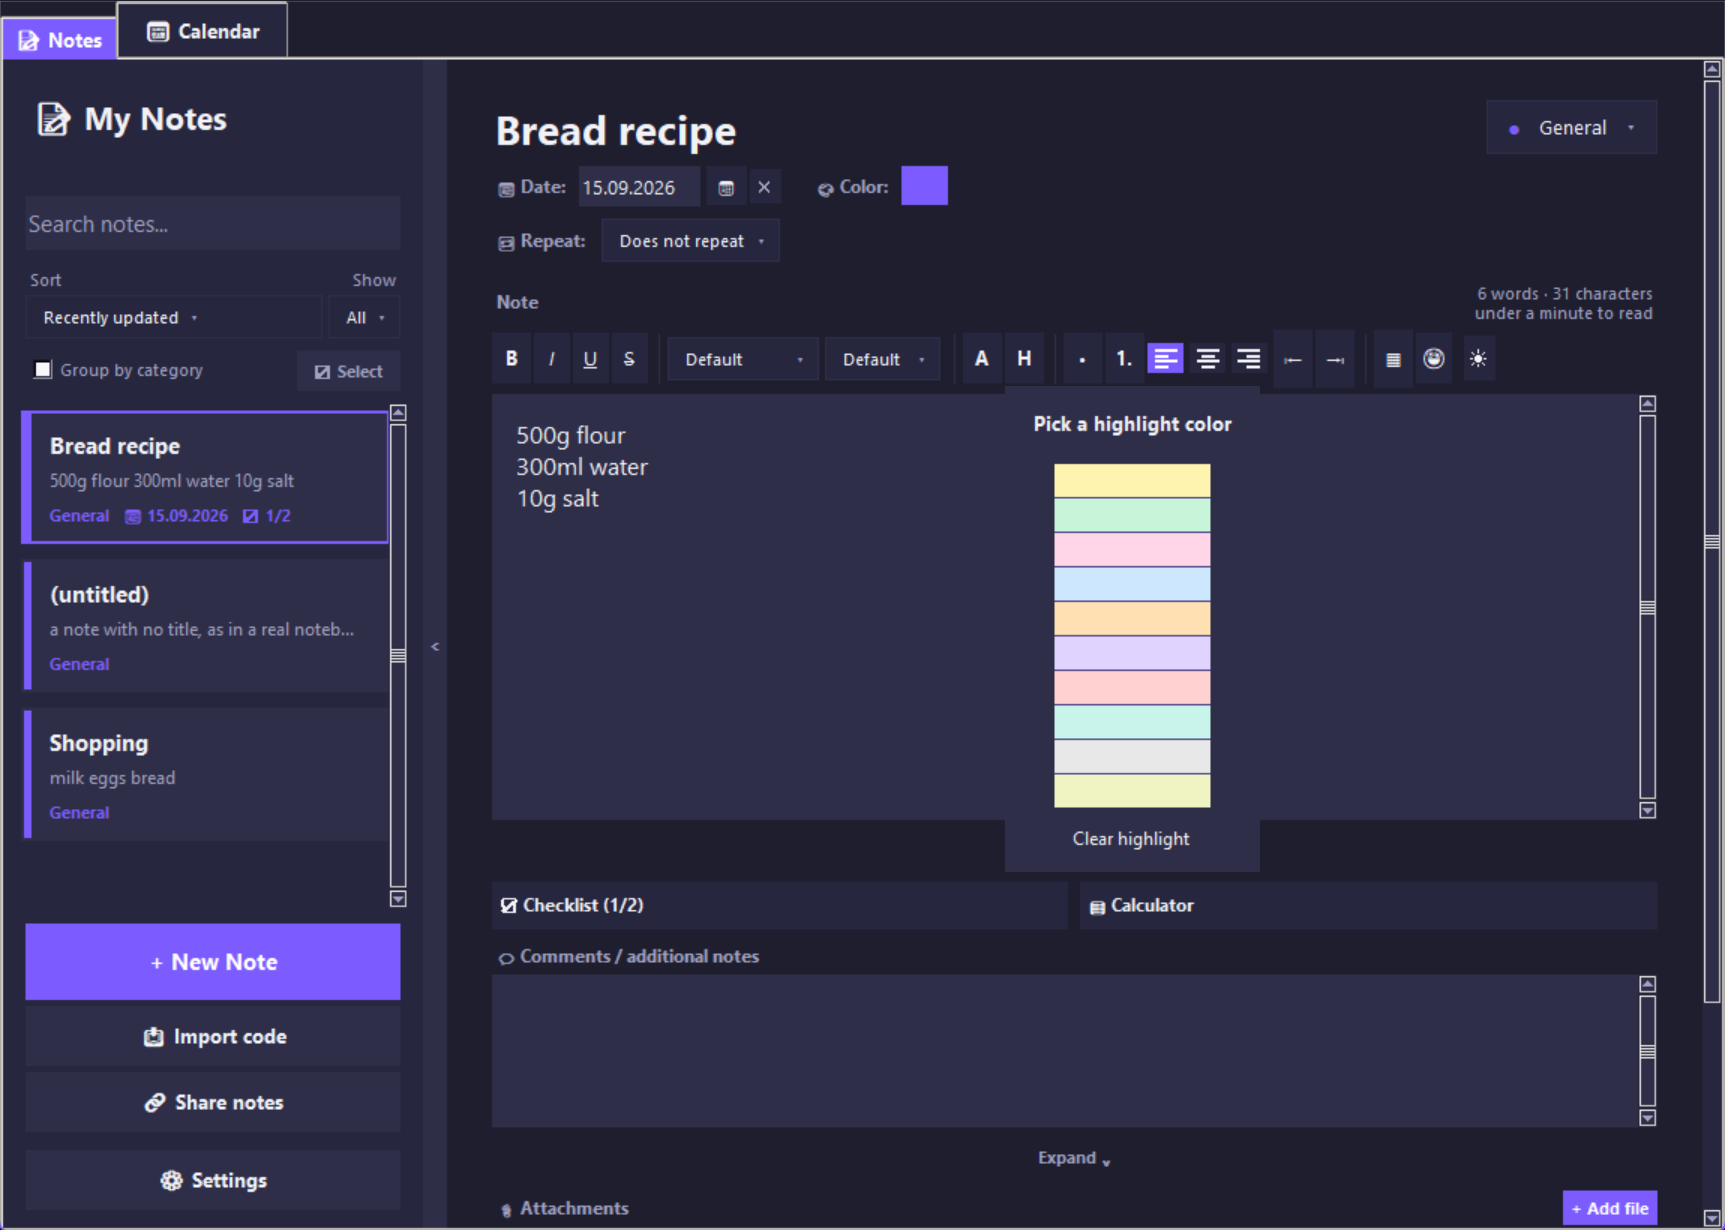 Notes
Calendar
My Notes
Search notes...
Sort
Show
Recently updated
All
Group by category
Select
Bread recipe
500g flour 300ml water 10g salt
General 15.09.2026 1/2
(untitled)
a note with no title, as in a real noteb...
General
Shopping
milk eggs bread
General
+ New Note
Import code
Share notes
Settings
<
Bread recipe
General
Date: 15.09.2026 × Color:
Repeat: Does not repeat
Note
6 words · 31 characters
under a minute to read
B I U S Default Default A H • 1.
500g flour
300ml water
10g salt
Pick a highlight color
Clear highlight
Checklist (1/2)
Calculator
Comments / additional notes
Expand
Attachments
+ Add file